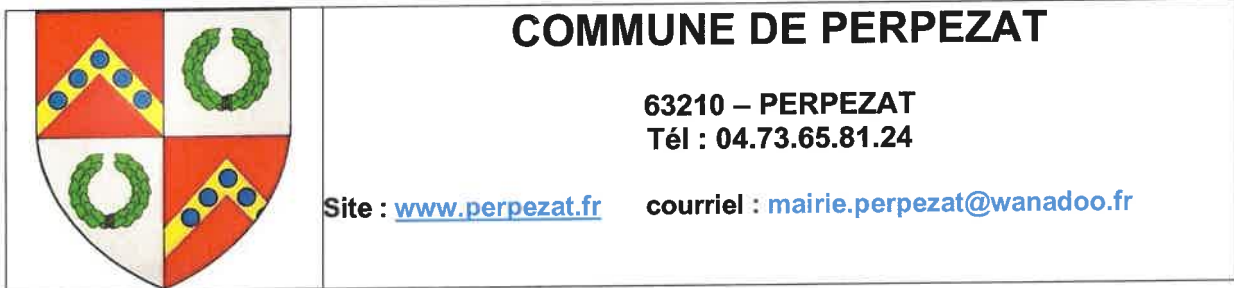 COMMUNE DE PERPEZAT
63210 – PERPEZAT
Tél : 04.73.65.81.24
Site : www.perpezat.fr courriel : mairie.perpezat@wanadoo.fr